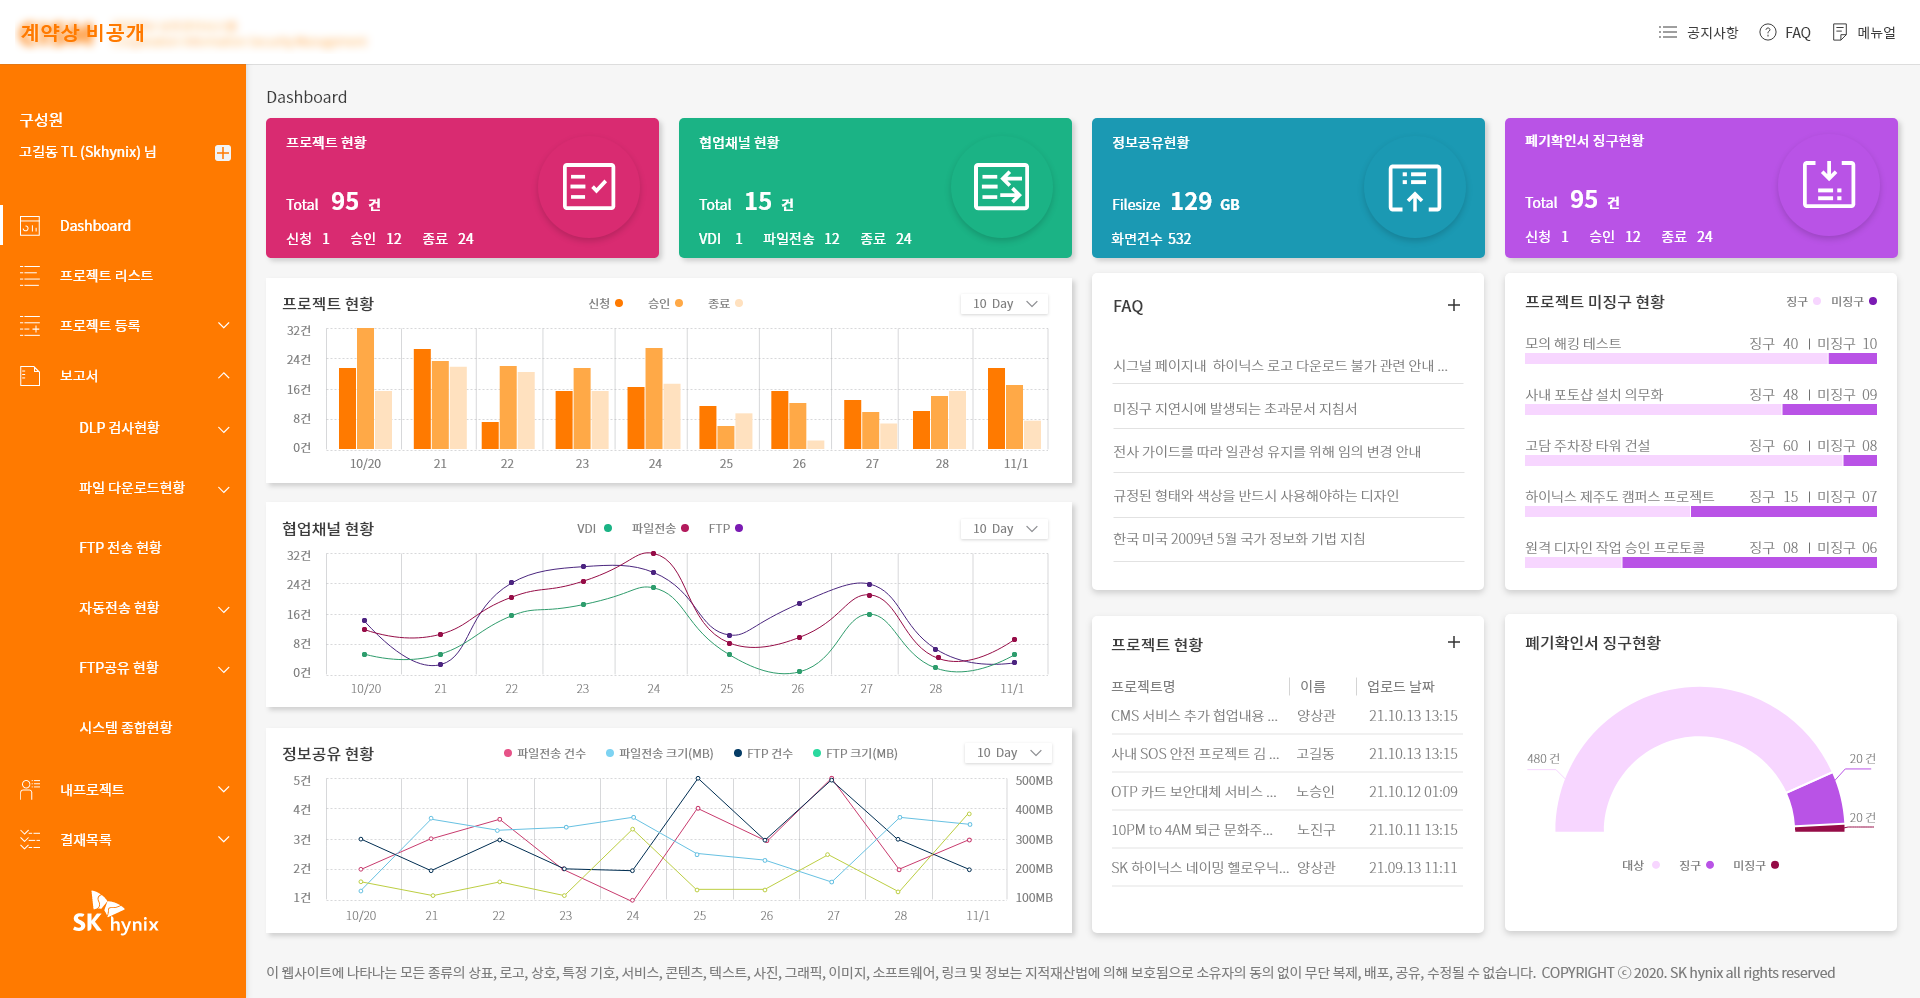 계약상 비공개
공지사항 FAQ 메뉴얼
구성원
고길동 TL (Skhynix) 님
Dashboard
프로젝트 리스트
프로젝트 등록
보고서
DLP 검사현황
파일 다운로드현황
FTP 전송 현황
자동전송 현황
FTP공유 현황
시스템 종합현황
내프로젝트
결재목록
SK hynix
Dashboard
프로젝트 현황
Total 95 건
신청 1 승인 12 종료 24
협업채널 현황
Total 15 건
VDI 1 파일전송 12 종료 24
정보공유현황
Filesize 129 GB
화면건수 532
폐기확인서 징구현황
Total 95 건
신청 1 승인 12 종료 24
프로젝트 현황
신청 승인 종료
10 Day
32건
24건
16건
8건
0건
10/20 21 22 23 24 25 26 27 28 11/1
협업채널 현황
VDI 파일전송 FTP
10 Day
32건
24건
16건
8건
0건
10/20 21 22 23 24 25 26 27 28 11/1
정보공유 현황
파일전송 건수 파일전송 크기(MB) FTP 건수 FTP 크기(MB)
10 Day
5건 500MB
4건 400MB
3건 300MB
2건 200MB
1건 100MB
10/20 21 22 23 24 25 26 27 28 11/1
FAQ
시그널 페이지내 하이닉스 로고 다운로드 불가 관련 안내 ...
미징구 지연시에 발생되는 초과문서 지침서
전사 가이드를 따라 일관성 유지를 위해 임의 변경 안내
규정된 형태와 색상을 반드시 사용해야하는 디자인
한국 미국 2009년 5월 국가 정보화 기법 지침
프로젝트 미징구 현황
징구 미징구
모의 해킹 테스트 징구 40 | 미징구 10
사내 포토샵 설치 의무화 징구 48 | 미징구 09
고담 주차장 타워 건설 징구 60 | 미징구 08
하이닉스 제주도 캠퍼스 프로젝트 징구 15 | 미징구 07
원격 디자인 작업 승인 프로토콜 징구 08 | 미징구 06
프로젝트 현황
프로젝트명 이름 업로드 날짜
CMS 서비스 추가 협업내용 ... 양상관 21.10.13 13:15
사내 SOS 안전 프로젝트 김 ... 고길동 21.10.13 13:15
OTP 카드 보안대체 서비스 ... 노승인 21.10.12 01:09
10PM to 4AM 퇴근 문화주... 노진구 21.10.11 13:15
SK 하이닉스 네이밍 헬로우닉... 양상관 21.09.13 11:11
폐기확인서 징구현황
480 건
20 건
20 건
대상 징구 미징구
이 웹사이트에 나타나는 모든 종류의 상표, 로고, 상호, 특정 기호, 서비스, 콘텐츠, 텍스트, 사진, 그래픽, 이미지, 소프트웨어, 링크 및 정보는 지적재산법에 의해 보호됨으로 소유자의 동의 없이 무단 복제, 배포, 공유, 수정될 수 없습니다. COPYRIGHT ⓒ 2020. SK hynix all rights reserved